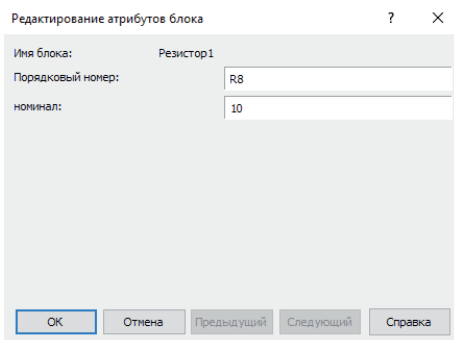 Редактирование атрибутов блока ? ×
Имя блока: Резистор1
Порядковый номер: R8
номинал: 10
OK Отмена Предыдущий Следующий Справка